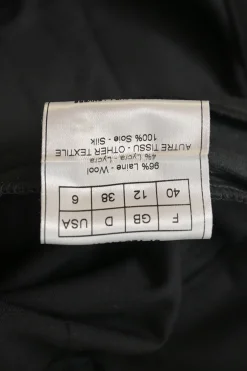 F GB D USA
40 12 38 6
96% Laine - Wool
4% Lycra - Lycra
AUTRE TISSU - OTHER TEXTILE
100% Soie - Silk